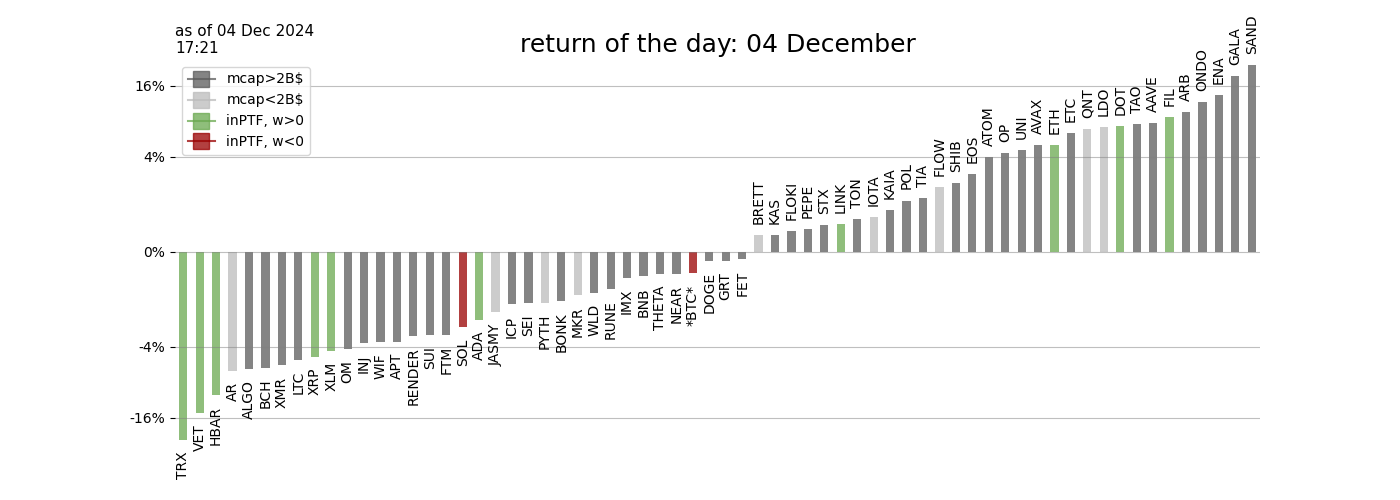 as of 04 Dec 2024
17:21
return of the day: 04 December
mcap>2B$
mcap<2B$
inPTF, w>0
inPTF, w<0
16%
4%
0%
-4%
-16%
TRX
VET
HBAR
AR
ALGO
BCH
XMR
LTC
XRP
XLM
OM
INJ
WIF
APT
RENDER
SUI
FTM
SOL
ADA
JASMY
ICP
SEI
PYTH
BONK
MKR
WLD
RUNE
IMX
BNB
THETA
NEAR
*BTC*
DOGE
GRT
FET
BRETT
KAS
FLOKI
PEPE
STX
LINK
TON
IOTA
KAIA
POL
TIA
FLOW
SHIB
EOS
ATOM
OP
UNI
AVAX
ETH
ETC
QNT
LDO
DOT
TAO
AAVE
FIL
ARB
ONDO
ENA
GALA
SAND